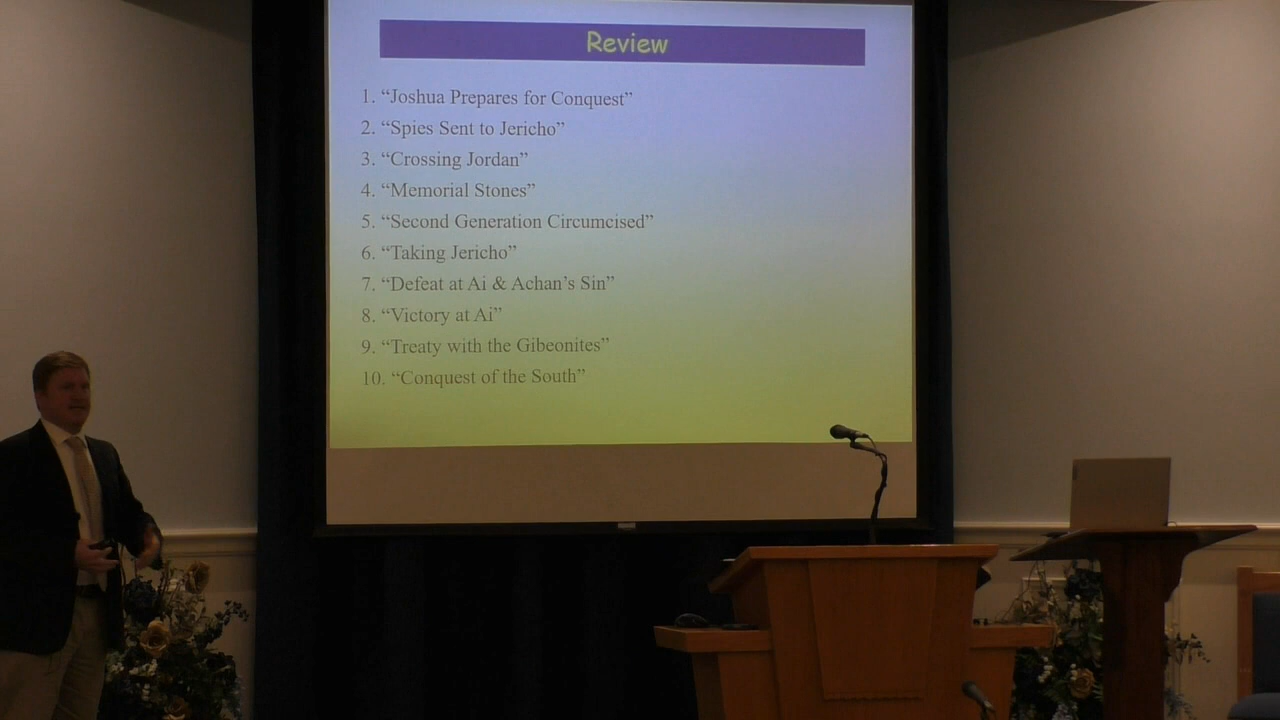 Review
1. “Joshua Prepares for Conquest”
2. “Spies Sent to Jericho”
3. “Crossing Jordan”
4. “Memorial Stones”
5. “Second Generation Circumcised”
6. “Taking Jericho”
7. “Defeat at Ai & Achan’s Sin”
8. “Victory at Ai”
9. “Treaty with the Gibeonites”
10. “Conquest of the South”